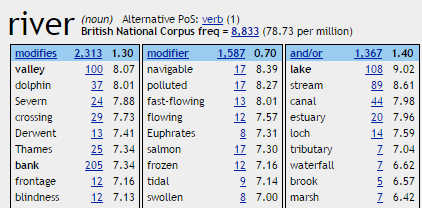 river (noun) Alternative PoS: verb (1)
British National Corpus freq = 8,833 (78.73 per million)
modifies 2,313 1.30 modifier 1,587 0.70 and/or 1,367 1.40
valley 100 8.07 navigable 17 8.39 lake 108 9.02
dolphin 37 8.01 polluted 17 8.27 stream 89 8.61
Severn 24 7.88 fast-flowing 13 8.01 canal 44 7.98
crossing 29 7.73 flowing 12 7.57 estuary 20 7.96
Derwent 13 7.41 Euphrates 8 7.31 loch 14 7.59
Thames 25 7.34 salmon 17 7.30 tributary 7 7.04
bank 205 7.34 frozen 12 7.16 waterfall 7 6.62
frontage 12 7.16 tidal 9 7.14 brook 5 6.57
blindness 12 7.13 swollen 8 7.00 marsh 7 6.42